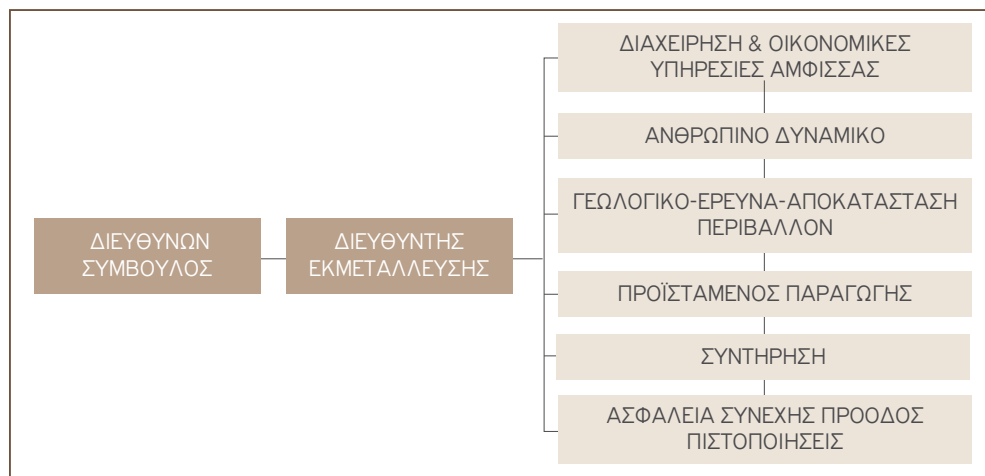 ΔΙΑΧΕΙΡΗΣΗ & ΟΙΚΟΝΟΜΙΚΕΣ
ΥΠΗΡΕΣΙΕΣ ΑΜΦΙΣΣΑΣ
ΑΝΘΡΩΠΙΝΟ ΔΥΝΑΜΙΚΟ
ΓΕΩΛΟΓΙΚΟ-ΕΡΕΥΝΑ-ΑΠΟΚΑΤΑΣΤΑΣΗ
ΠΕΡΙΒΑΛΛΟΝ
ΔΙΕΥΘΥΝΩΝ
ΣΥΜΒΟΥΛΟΣ
ΔΙΕΥΘΥΝΤΗΣ
ΕΚΜΕΤΑΛΛΕΥΣΗΣ
ΠΡΟΪΣΤΑΜΕΝΟΣ ΠΑΡΑΓΩΓΗΣ
ΣΥΝΤΗΡΗΣΗ
ΑΣΦΑΛΕΙΑ ΣΥΝΕΧΗΣ ΠΡΟΟΔΟΣ
ΠΙΣΤΟΠΟΙΗΣΕΙΣ